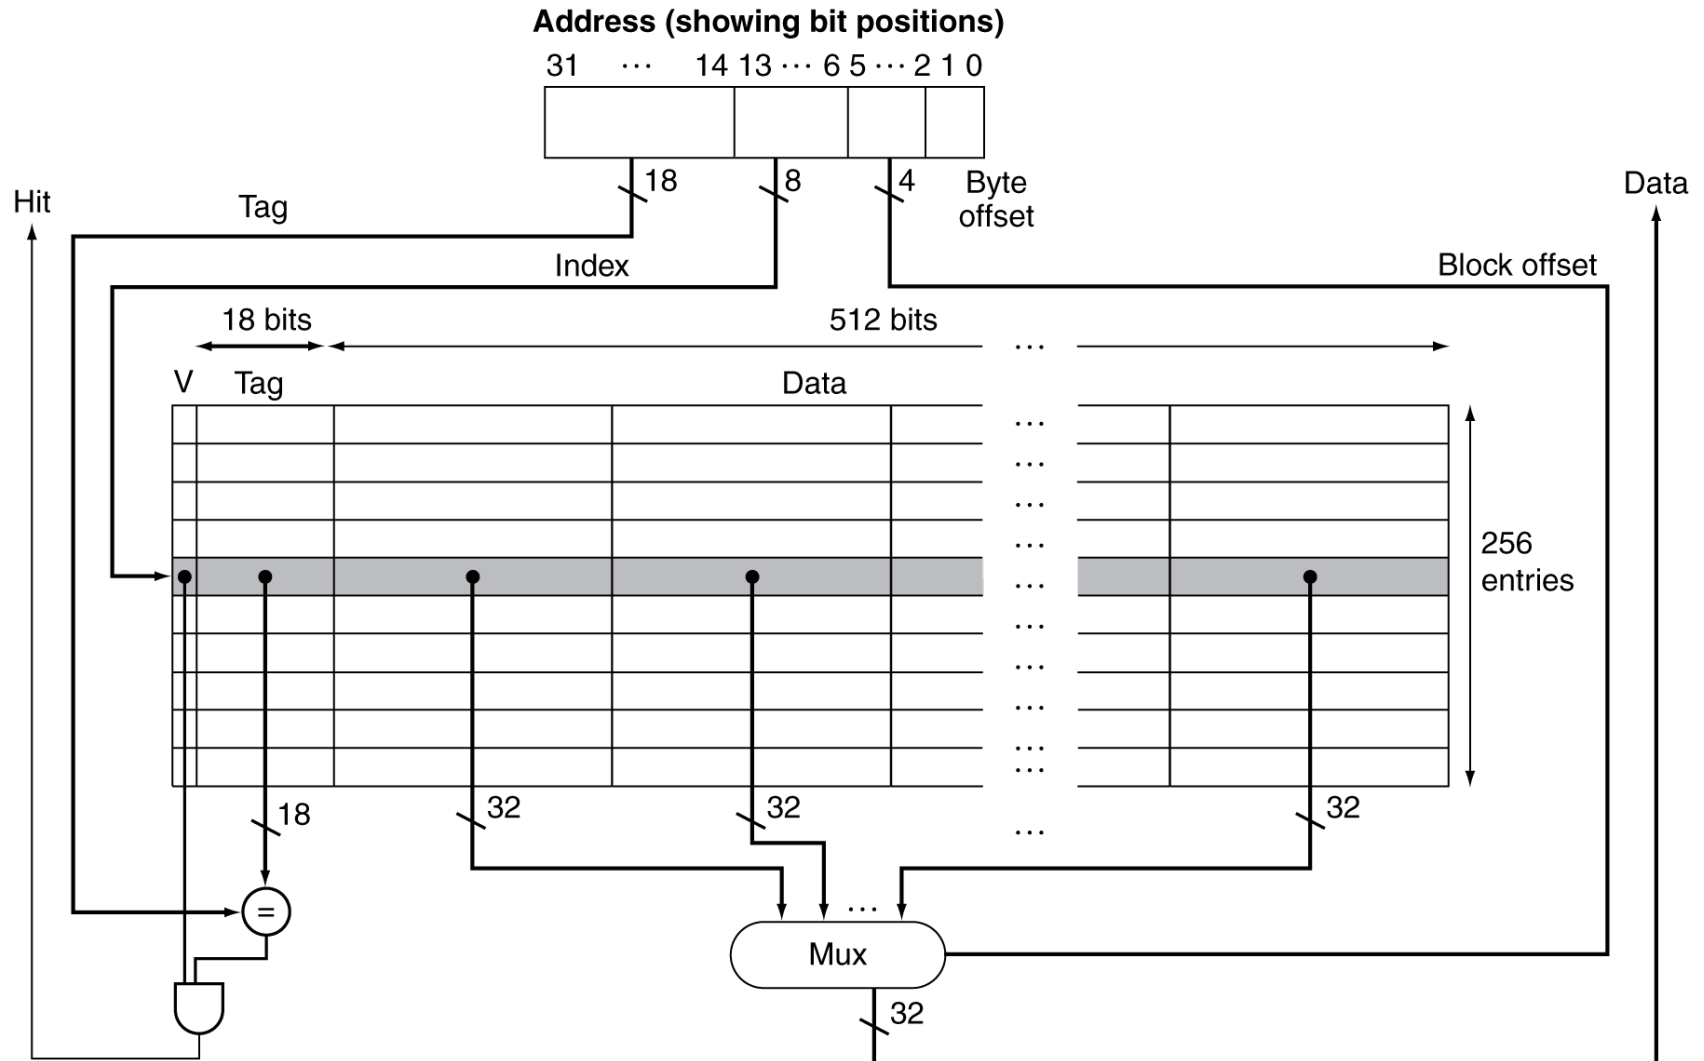 Address (showing bit positions)
31 ··· 14 13 ··· 6 5 ··· 2 1 0
18
8
4
Byte
offset
Hit
Tag
Data
Index
Block offset
18 bits
512 bits
···
V
Tag
Data
···
···
···
···
···
···
···
···
···
···
256
entries
18
32
32
···
32
=
···
Mux
32